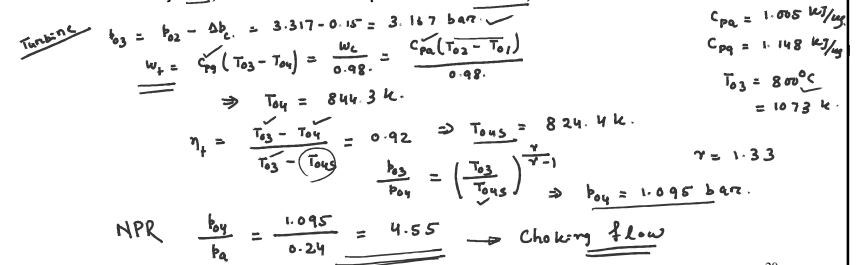 Turbine
p03 = p02 - Δbc. = 3.317 - 0.15 = 3.167 bar.
Wt = Cpg (T03 - T04) = Wc / 0.98. = Cpa (T02 - T01) / 0.98.
Cpa = 1.005 kJ/kg
Cpg = 1.148 kJ/kg
T03 = 800°C
= 1073 k.
⇒ T04 = 844.3 k.
ηt = (T03 - T04) / (T03 - T04s) = 0.92 ⇒ T04s = 824.4 k.
p03 / p04 = (T03 / T04s)^(γ / γ-1) ⇒ p04 = 1.095 bar.
γ = 1.33
NPR p04 / pa = 1.095 / 0.24 = 4.55 → Choking flow